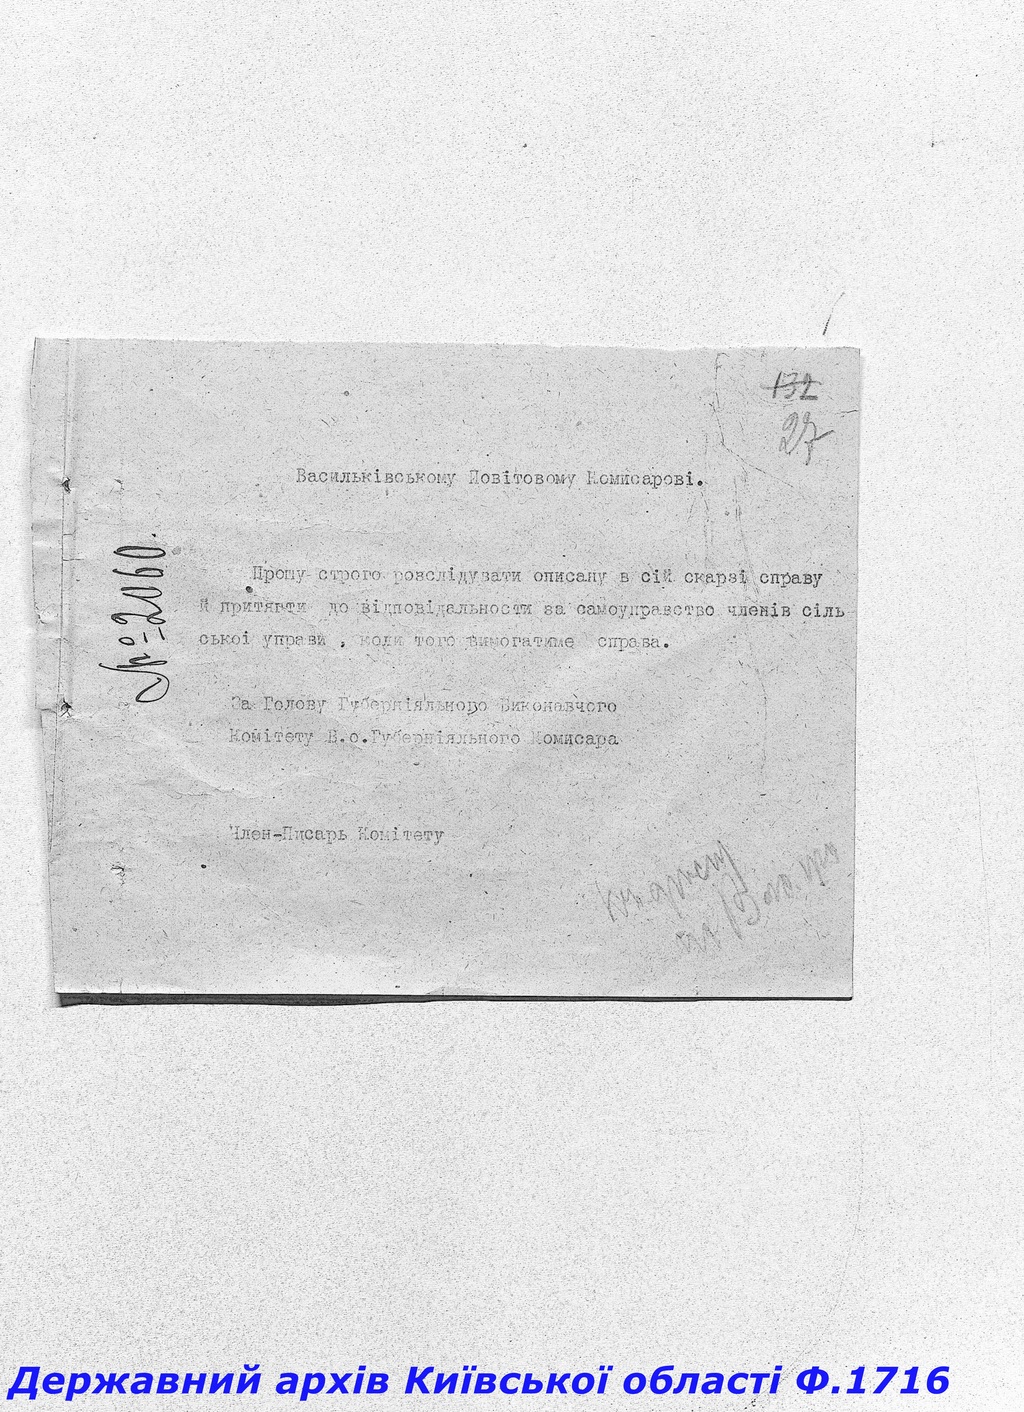 132
27
№ 2060.
Васильківському Повітовому Комисарові.
Прошу строго розслідувати описану в сій скарзі справу
й притягти до відповідальности за самоуправство членів сіль
ської управи , коли того вимогатиме справа.
За Голову Губерніяльного Виконавчого
Комітету В.о.Губерніяльного Комисара
Член-Писарь Комітету
Державний архів Київської області Ф.1716